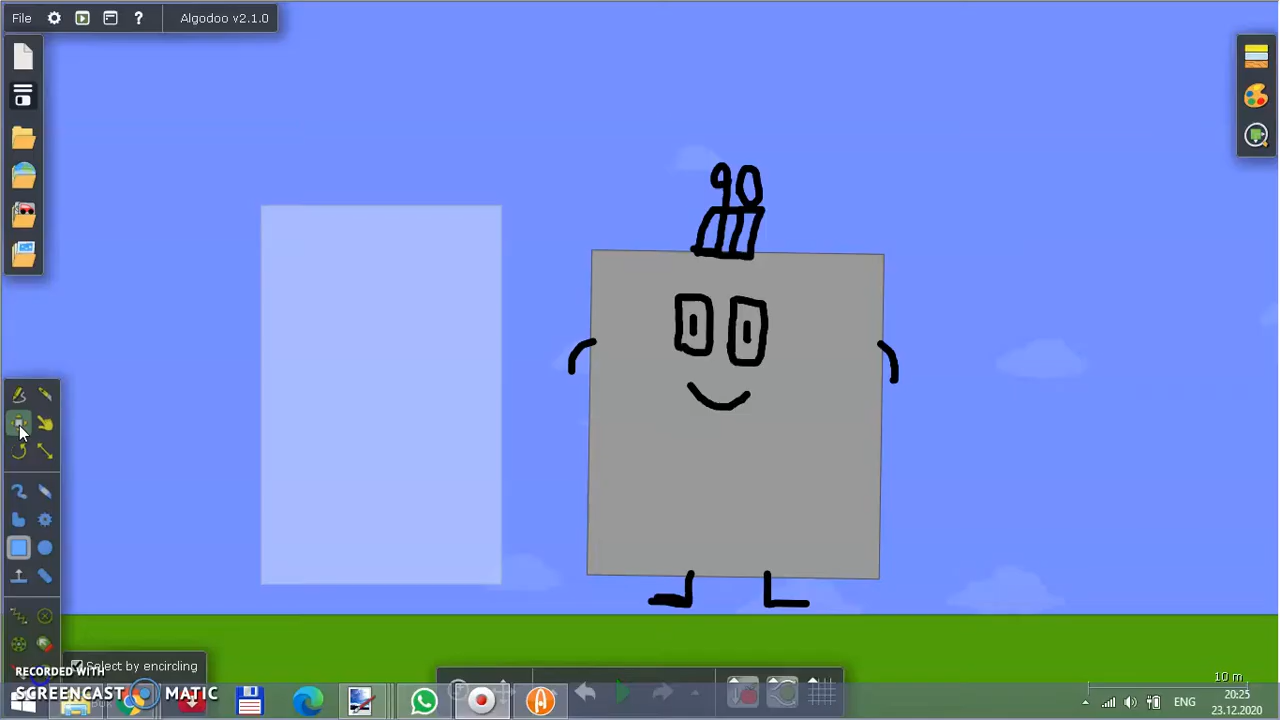 File ? Algodoo v2.1.0
90
Select by encircling
RECORDED WITH
SCREENCAST MATIC
10 m
ENG
20:25
23.12.2020